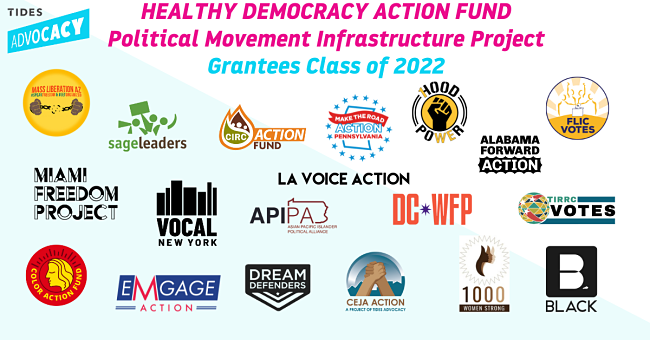 TIDES
ADVOCACY
HEALTHY DEMOCRACY ACTION FUND
Political Movement Infrastructure Project
Grantees Class of 2022
MASS LIBERATION AZ
sageleaders
CIRC ACTION
FUND
MAKE THE ROAD
ACTION
PENNSYLVANIA
HOOD
POWER
FLIC
VOTES
ALABAMA
FORWARD
ACTION
MIAMI
FREEDOM
PROJECT
VOCAL
NEW YORK
LA VOICE ACTION
APIPA
ASIAN PACIFIC ISLANDER
POLITICAL ALLIANCE
DC WFP
TIRRC
VOTES
COLOR ACTION FUND
EMGAGE
ACTION
DREAM
DEFENDERS
CEJA ACTION
A PROJECT OF TIDES ADVOCACY
1000
WOMEN STRONG
B
BLACK